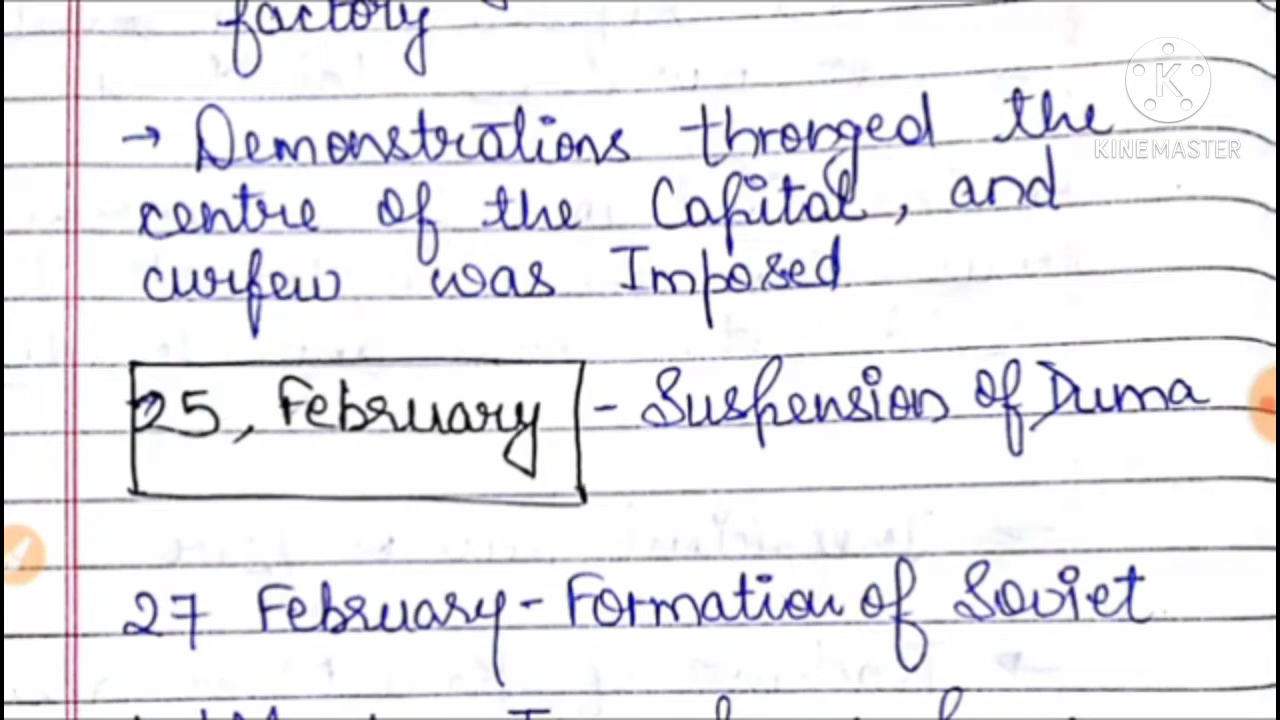 factory
→ Demonstrations thronged the
centre of the Capital, and
curfew was Imposed
25, February - Suspension of Duma
27 February - Formation of Soviet
K
KINEMASTER